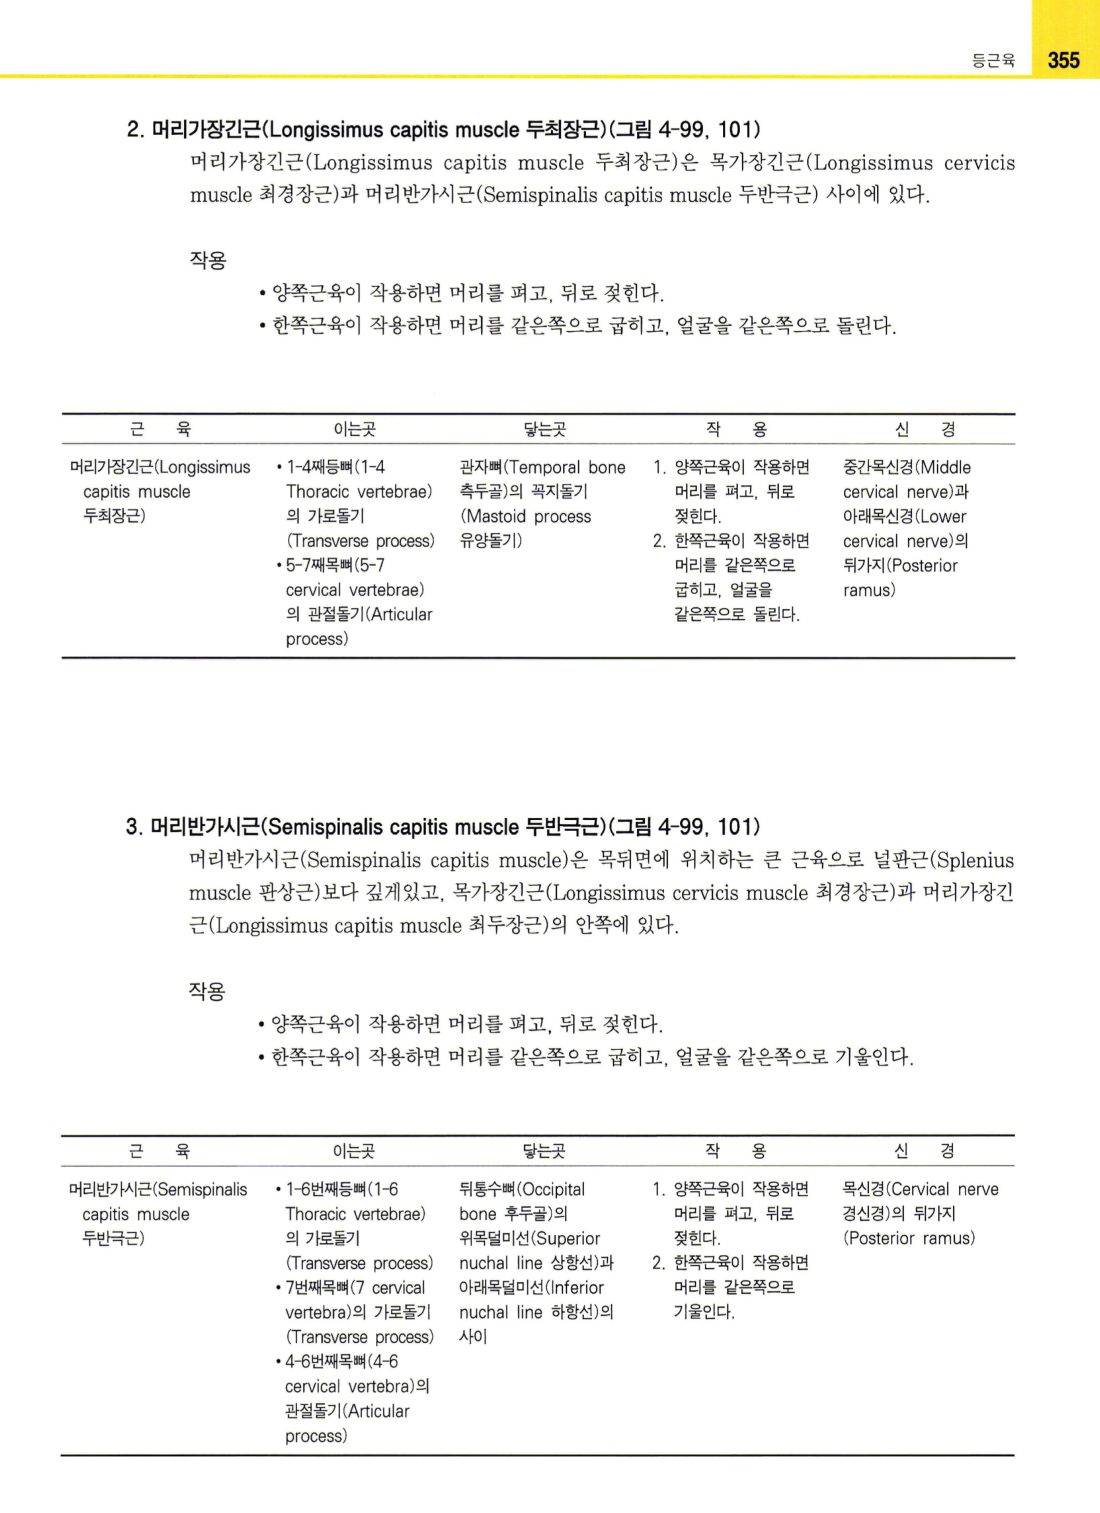 등근육 355
2. 머리가장긴근(Longissimus capitis muscle 두최장근)(그림 4-99, 101)
머리가장긴근(Longissimus capitis muscle 두최장근)은 목가장긴근(Longissimus cervicis
muscle 최경장근)과 머리반가시근(Semispinalis capitis muscle 두반극근) 사이에 있다.
작용
• 양쪽근육이 작용하면 머리를 펴고, 뒤로 젖힌다.
• 한쪽근육이 작용하면 머리를 같은쪽으로 굽히고, 얼굴을 같은쪽으로 돌린다.
근 육 이는곳 닿는곳 작 용 신 경
머리가장긴근(Longissimus
capitis muscle
두최장근)
• 1-4째등뼈(1-4
Thoracic vertebrae)
의 가로돌기
(Transverse process)
• 5-7째목뼈(5-7
cervical vertebrae)
의 관절돌기(Articular
process)
관자뼈(Temporal bone
측두골)의 꼭지돌기
(Mastoid process
유양돌기)
1. 양쪽근육이 작용하면
머리를 펴고, 뒤로
젖힌다.
2. 한쪽근육이 작용하면
머리를 같은쪽으로
굽히고, 얼굴을
같은쪽으로 돌린다.
중간목신경(Middle
cervical nerve)과
아래목신경(Lower
cervical nerve)의
뒤가지(Posterior
ramus)
3. 머리반가시근(Semispinalis capitis muscle 두반극근)(그림 4-99, 101)
머리반가시근(Semispinalis capitis muscle)은 목뒤면에 위치하는 큰 근육으로 널판근(Splenius
muscle 판상근)보다 깊게있고, 목가장긴근(Longissimus cervicis muscle 최경장근)과 머리가장긴
근(Longissimus capitis muscle 최두장근)의 안쪽에 있다.
작용
• 양쪽근육이 작용하면 머리를 펴고, 뒤로 젖힌다.
• 한쪽근육이 작용하면 머리를 같은쪽으로 굽히고, 얼굴을 같은쪽으로 기울인다.
근 육 이는곳 닿는곳 작 용 신 경
머리반가시근(Semispinalis
capitis muscle
두반극근)
• 1-6번째등뼈(1-6
Thoracic vertebrae)
의 가로돌기
(Transverse process)
• 7번째목뼈(7 cervical
vertebra)의 가로돌기
(Transverse process)
• 4-6번째목뼈(4-6
cervical vertebra)의
관절돌기(Articular
process)
뒤통수뼈(Occipital
bone 후두골)의
위목덜미선(Superior
nuchal line 상항선)과
아래목덜미선(Inferior
nuchal line 하항선)의
사이
1. 양쪽근육이 작용하면
머리를 펴고, 뒤로
젖힌다.
2. 한쪽근육이 작용하면
머리를 같은쪽으로
기울인다.
목신경(Cervical nerve
경신경)의 뒤가지
(Posterior ramus)